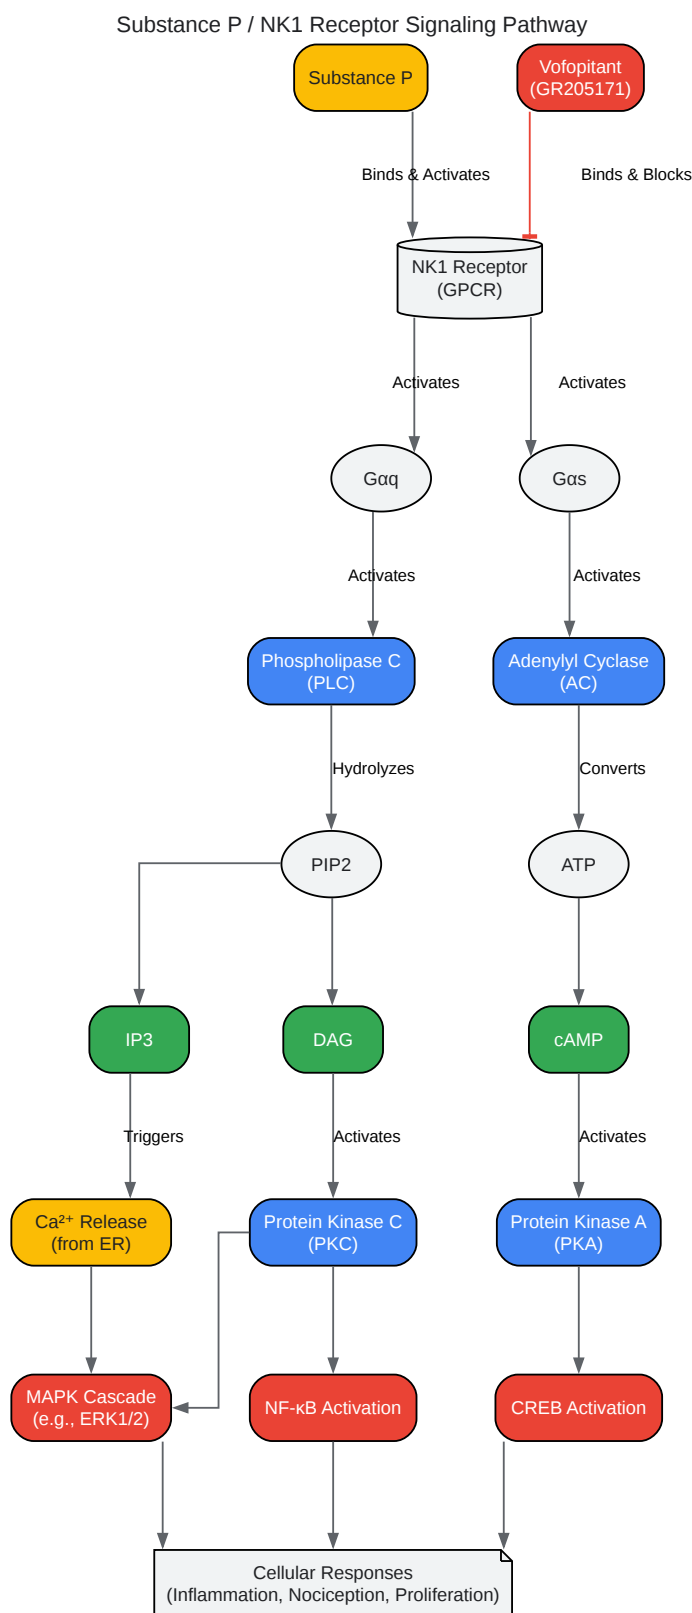 Substance P / NK1 Receptor Signaling Pathway
Substance P
Vofopitant
(GR205171)
Binds & Activates
Binds & Blocks
NK1 Receptor
(GPCR)
Activates
Activates
Gαq
Gαs
Activates
Activates
Phospholipase C
(PLC)
Adenylyl Cyclase
(AC)
Hydrolyzes
Converts
PIP2
ATP
IP3
DAG
cAMP
Triggers
Activates
Activates
Ca²⁺ Release
(from ER)
Protein Kinase C
(PKC)
Protein Kinase A
(PKA)
MAPK Cascade
(e.g., ERK1/2)
NF-κB Activation
CREB Activation
Cellular Responses
(Inflammation, Nociception, Proliferation)